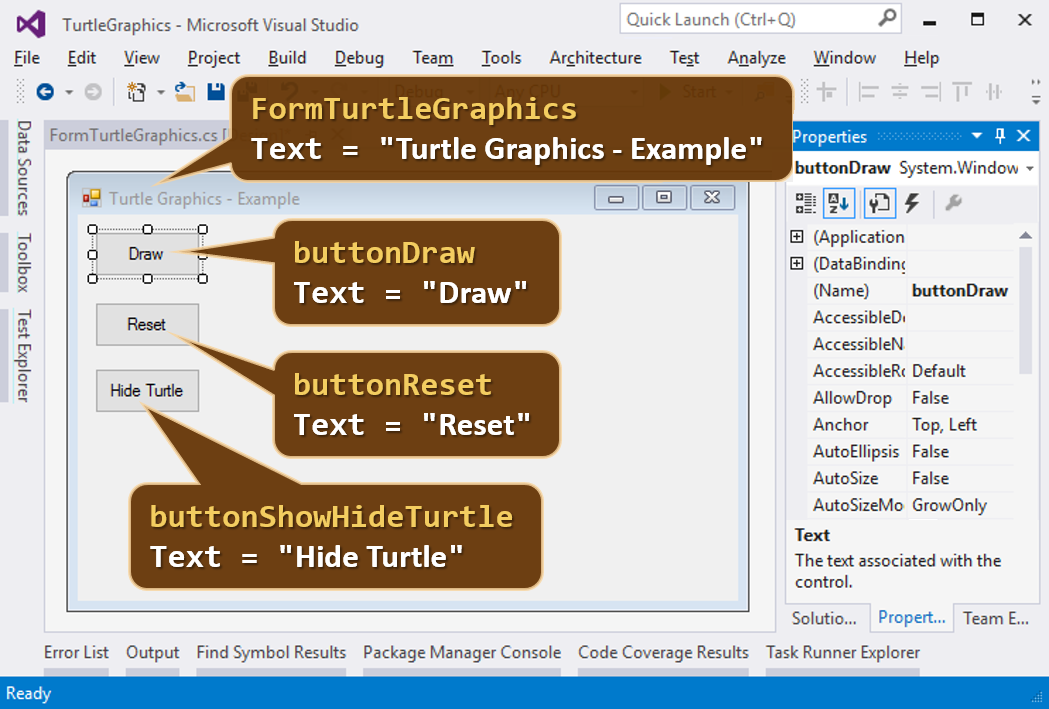 TurtleGraphics - Microsoft Visual Studio
Quick Launch (Ctrl+Q)
File Edit View Project Build Debug Team Tools Architecture Test Analyze Window Help
Debug Any CPU Start
FormTurtleGraphics
Text = "Turtle Graphics - Example"
FormTurtleGraphics.cs [
Data Sources
Toolbox
Test Explorer
Turtle Graphics - Example
Draw
buttonDraw
Text = "Draw"
Reset
buttonReset
Text = "Reset"
Hide Turtle
buttonShowHideTurtle
Text = "Hide Turtle"
Properties
buttonDraw System.Window
(Application
(DataBinding
(Name) buttonDraw
AccessibleDe
AccessibleNa
AccessibleRo Default
AllowDrop False
Anchor Top, Left
AutoEllipsis False
AutoSize False
AutoSizeMo GrowOnly
Text
The text associated with the
control.
Solutio... Propert... Team E...
Error List Output Find Symbol Results Package Manager Console Code Coverage Results Task Runner Explorer
Ready